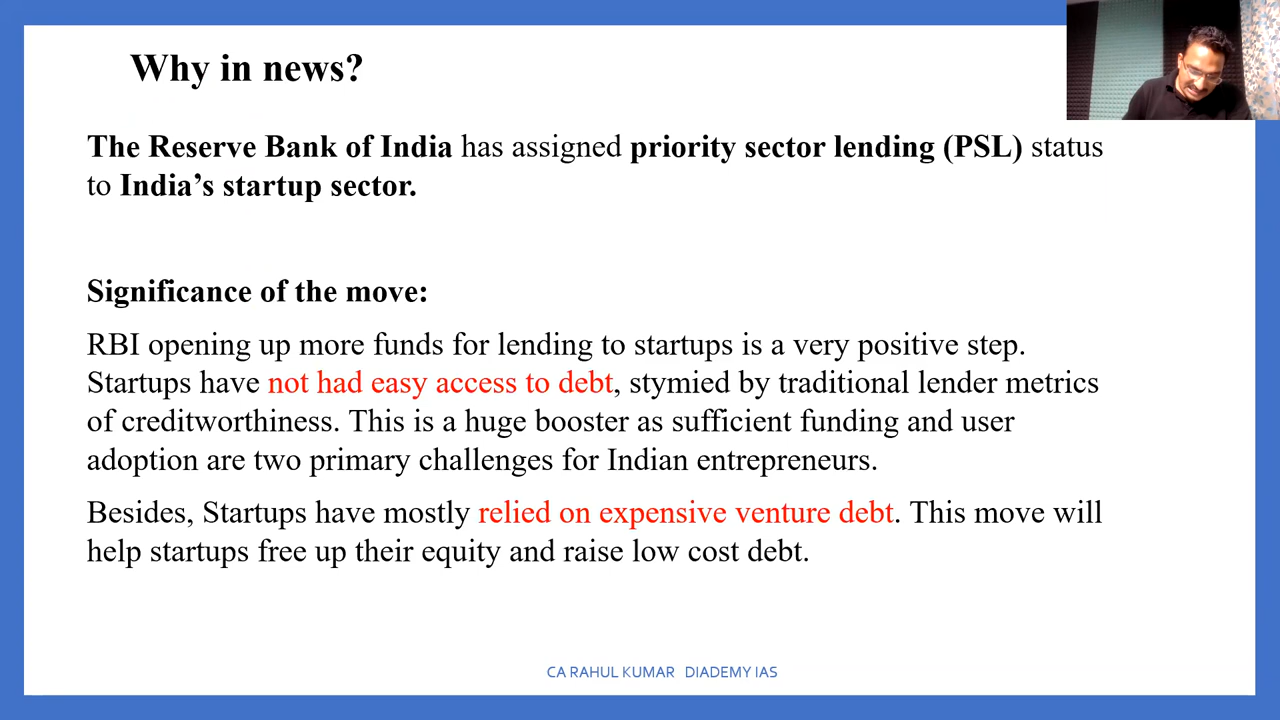 Why in news?
The Reserve Bank of India has assigned priority sector lending (PSL) status
to India’s startup sector.
Significance of the move:
RBI opening up more funds for lending to startups is a very positive step.
Startups have not had easy access to debt, stymied by traditional lender metrics
of creditworthiness. This is a huge booster as sufficient funding and user
adoption are two primary challenges for Indian entrepreneurs.
Besides, Startups have mostly relied on expensive venture debt. This move will
help startups free up their equity and raise low cost debt.
CA RAHUL KUMAR DIADEMY IAS